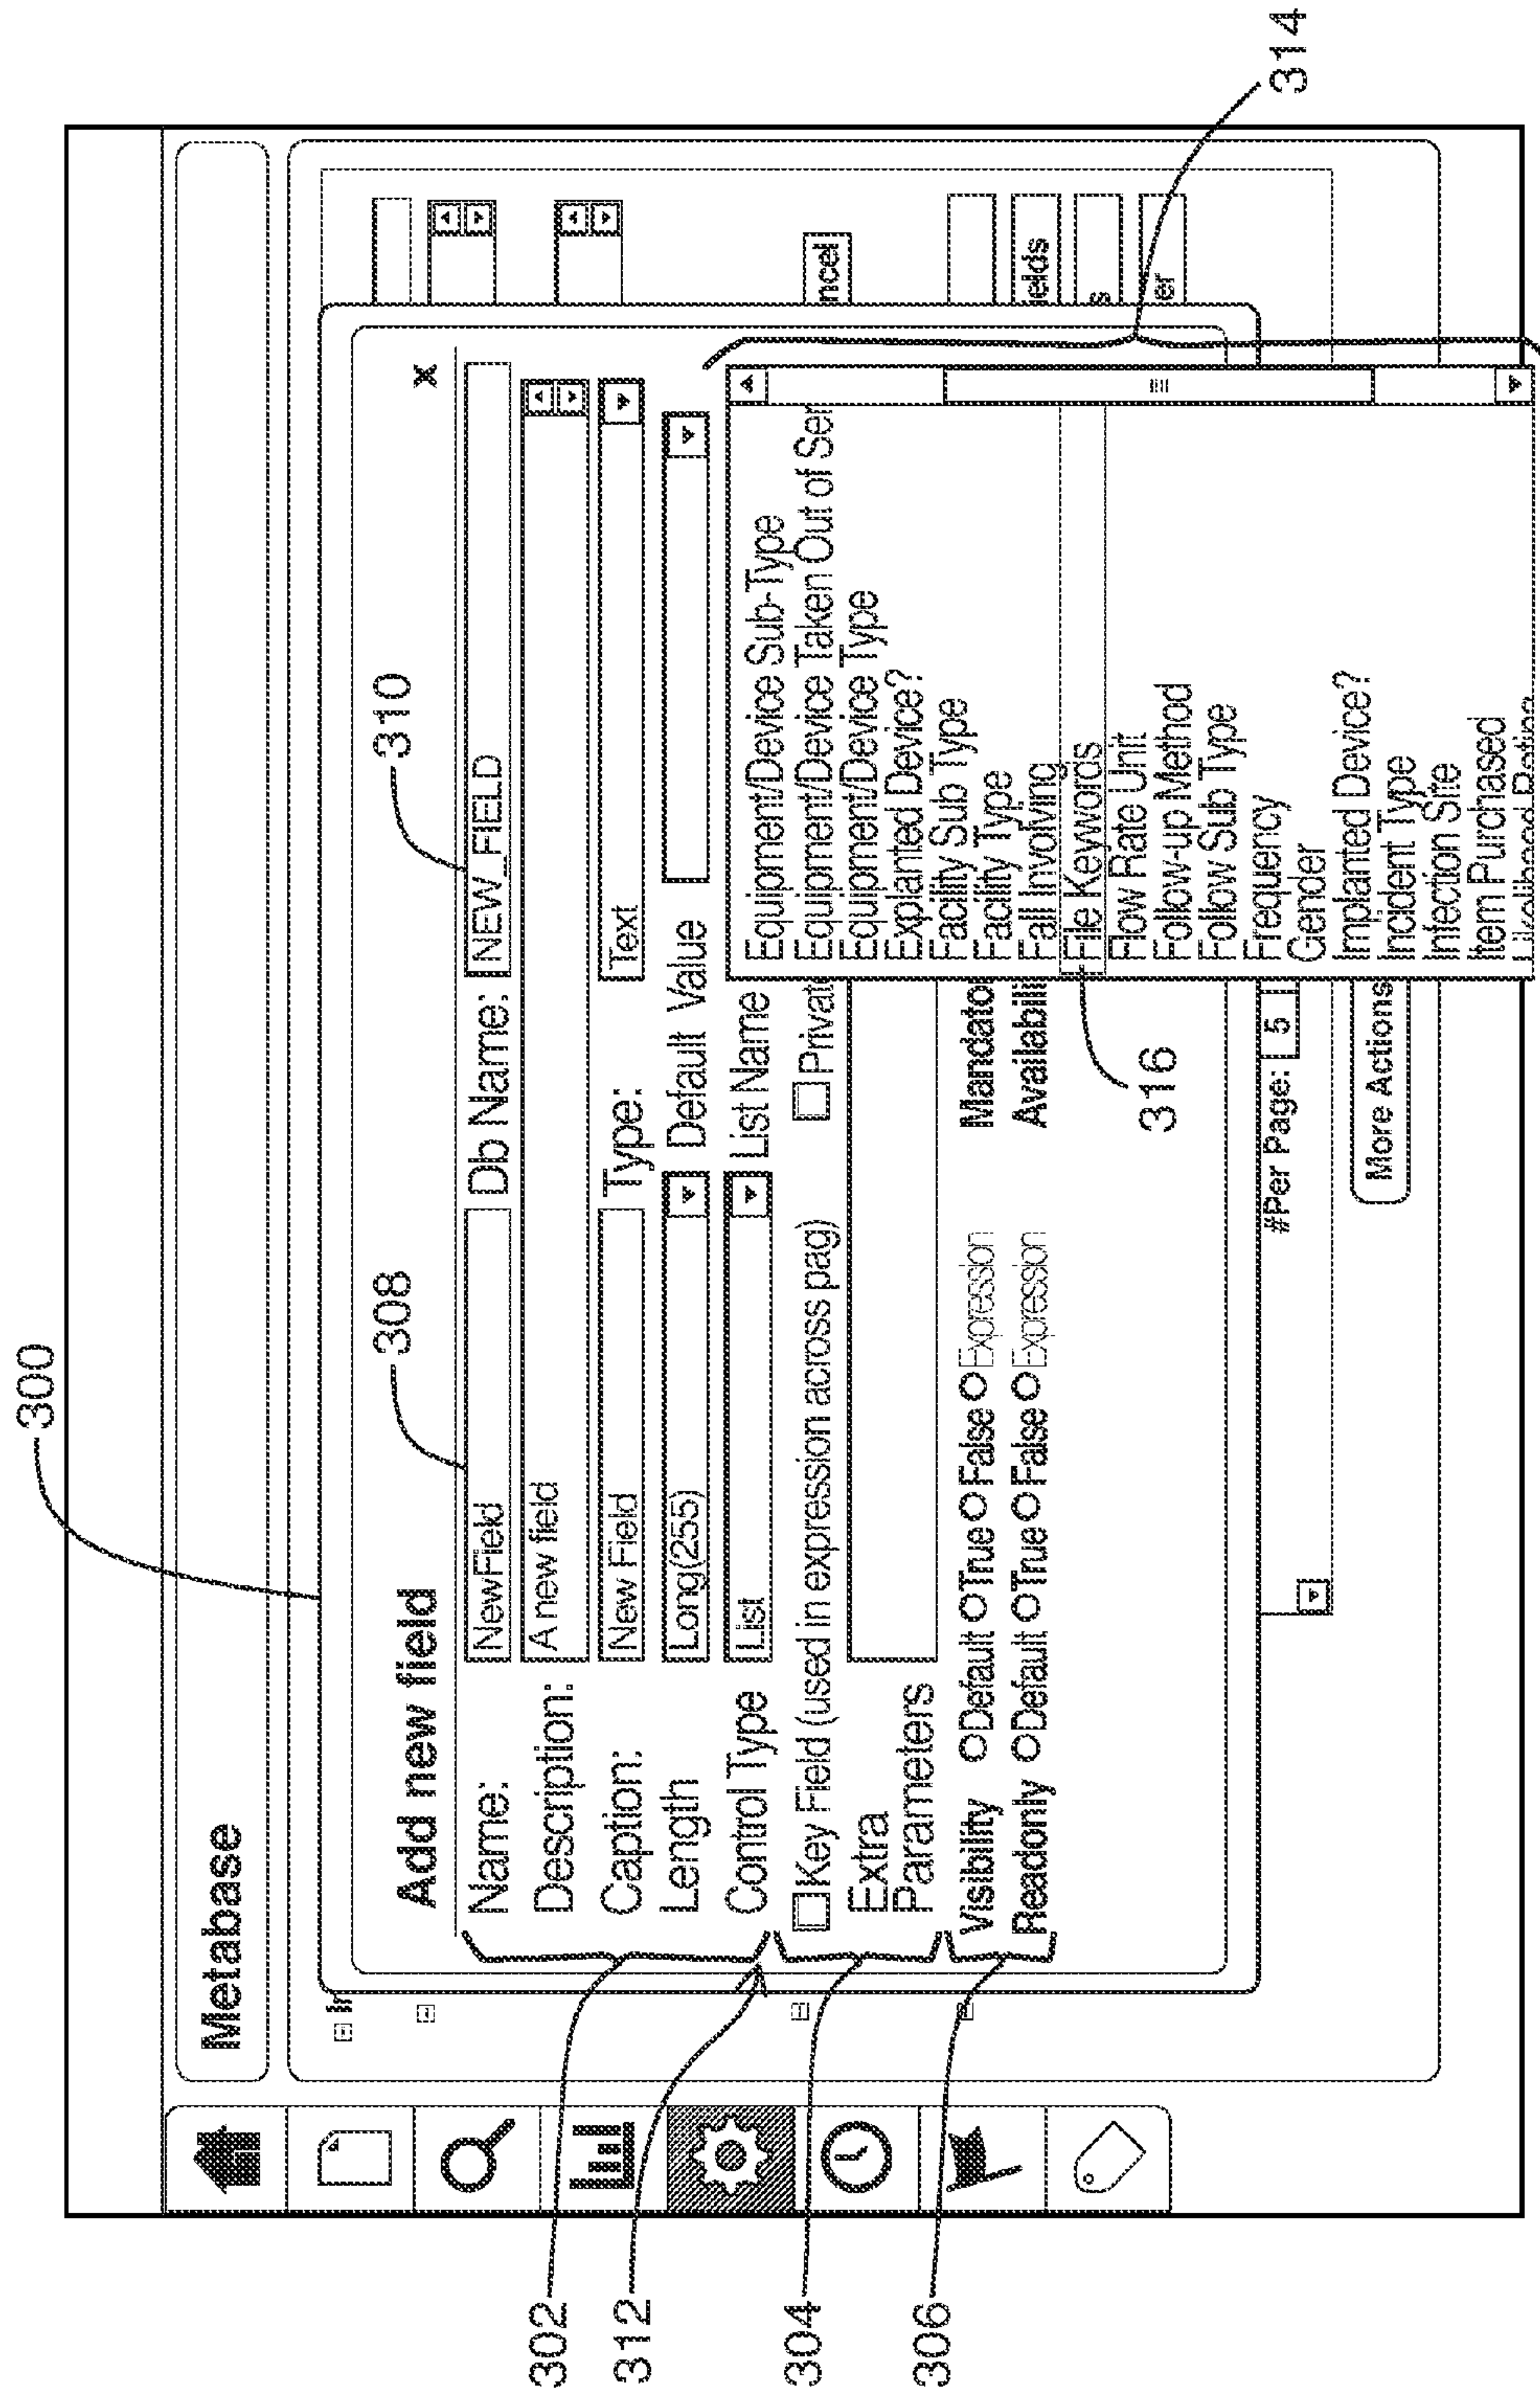 300
Metabase
Add new field
x
308
310
Name: NewField Db Name: NEW_FIELD
Description: A new field
Caption: New Field Type: Text
Length Long(255) Default Value
Control Type List List Name
Key Field (used in expression across pag) Privat
Extra
Parameters
Visibility Default True False Expression Mandato
Readonly Default True False Expression Availabili
Equipment/Device Sub-Type
Equipment/Device Taken Out of Ser
Equipment/Device Type
Explanted Device?
Facility Sub Type
Facility Type
Fall Involving
File Keywords
Flow Rate Unit
Follow-up Method
Follow Sub Type
Frequency
Gender
Implanted Device?
Incident Type
Infection Site
Item Purchased
316
314
ncel
ields
s
er
#Per Page: 5
More Actions
302
312
304
306